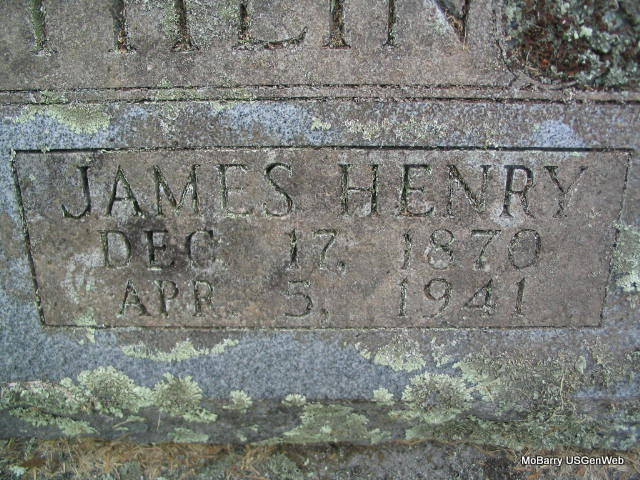 JAMES HENRY
DEC 17, 1870
APR 5, 1941
MoBarry USGenWeb